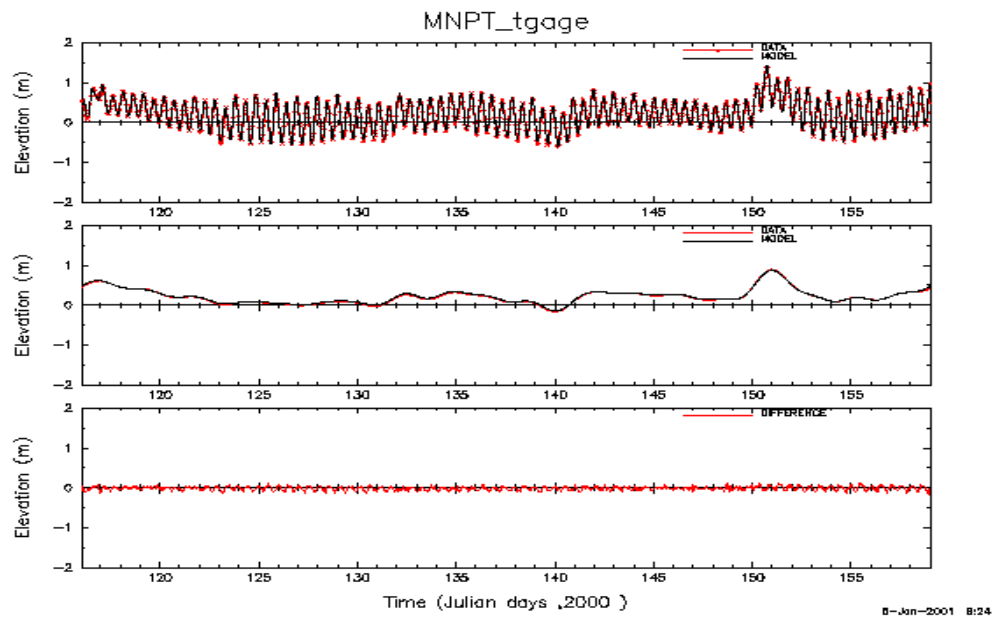 MNPT_tgage
2
DATA
MODEL
1
0
-1
-2
Elevation (m)
120 125 130 135 140 145 150 155
2
DATA
MODEL
1
0
-1
-2
Elevation (m)
120 125 130 135 140 145 150 155
2
DIFFERENCE
1
0
-1
-2
Elevation (m)
120 125 130 135 140 145 150 155
Time (Julian days ,2000 )
-Jan-2001 8:24